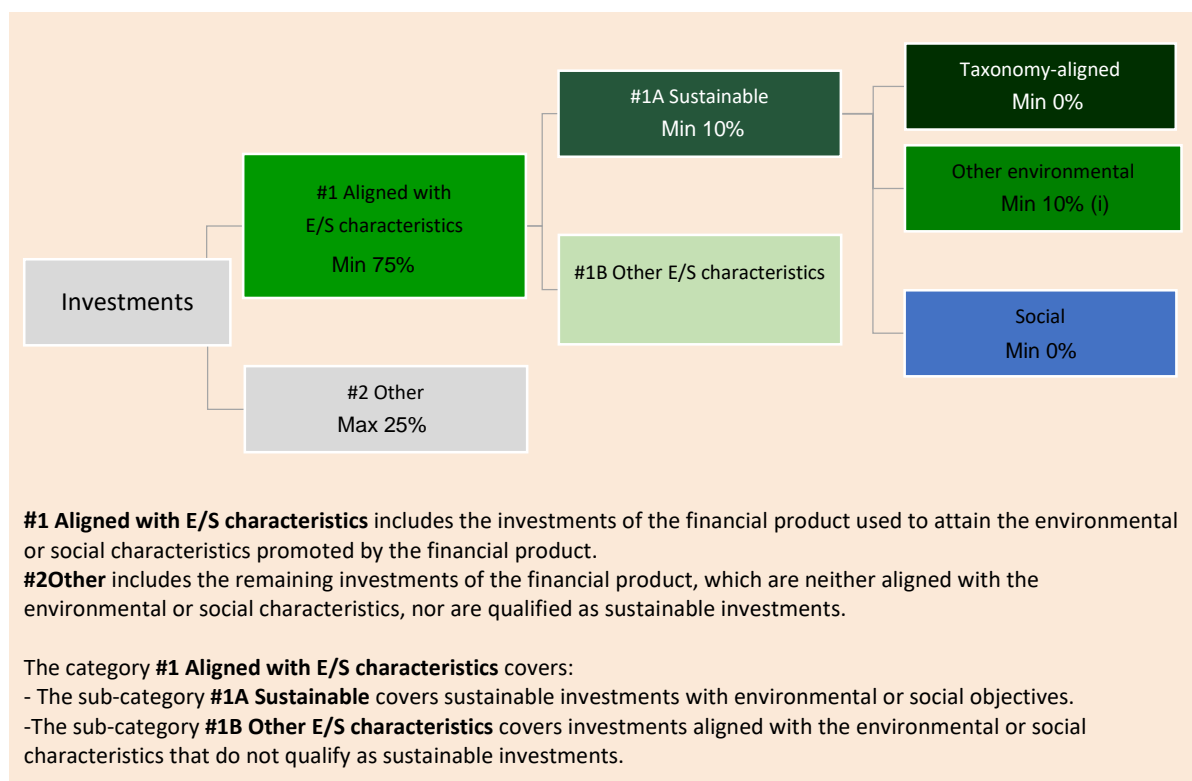 Taxonomy-aligned
Min 0%
#1A Sustainable
Min 10%
Other environmental
Min 10% (i)
#1 Aligned with
E/S characteristics
Min 75%
#1B Other E/S characteristics
Investments
Social
Min 0%
#2 Other
Max 25%
#1 Aligned with E/S characteristics includes the investments of the financial product used to attain the environmental
or social characteristics promoted by the financial product.
#2Other includes the remaining investments of the financial product, which are neither aligned with the
environmental or social characteristics, nor are qualified as sustainable investments.
The category #1 Aligned with E/S characteristics covers:
- The sub-category #1A Sustainable covers sustainable investments with environmental or social objectives.
-The sub-category #1B Other E/S characteristics covers investments aligned with the environmental or social
characteristics that do not qualify as sustainable investments.